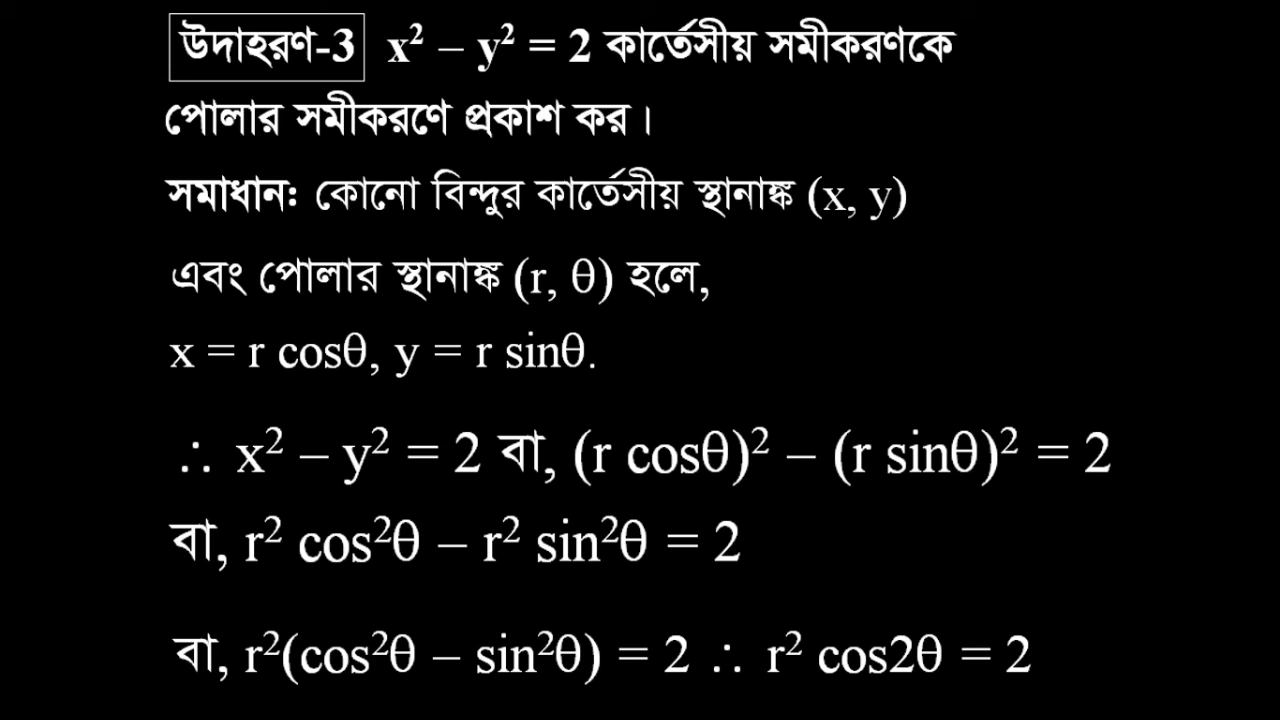 উদাহরণ-3 x² – y² = 2 কার্তেসীয় সমীকরণকে
পোলার সমীকরণে প্রকাশ কর।
সমাধানঃ কোনো বিন্দুর কার্তেসীয় স্থানাঙ্ক (x, y)
এবং পোলার স্থানাঙ্ক (r, θ) হলে,
x = r cosθ, y = r sinθ.
∴ x² – y² = 2 বা, (r cosθ)² – (r sinθ)² = 2
বা, r² cos²θ – r² sin²θ = 2
বা, r²(cos²θ – sin²θ) = 2 ∴ r² cos2θ = 2